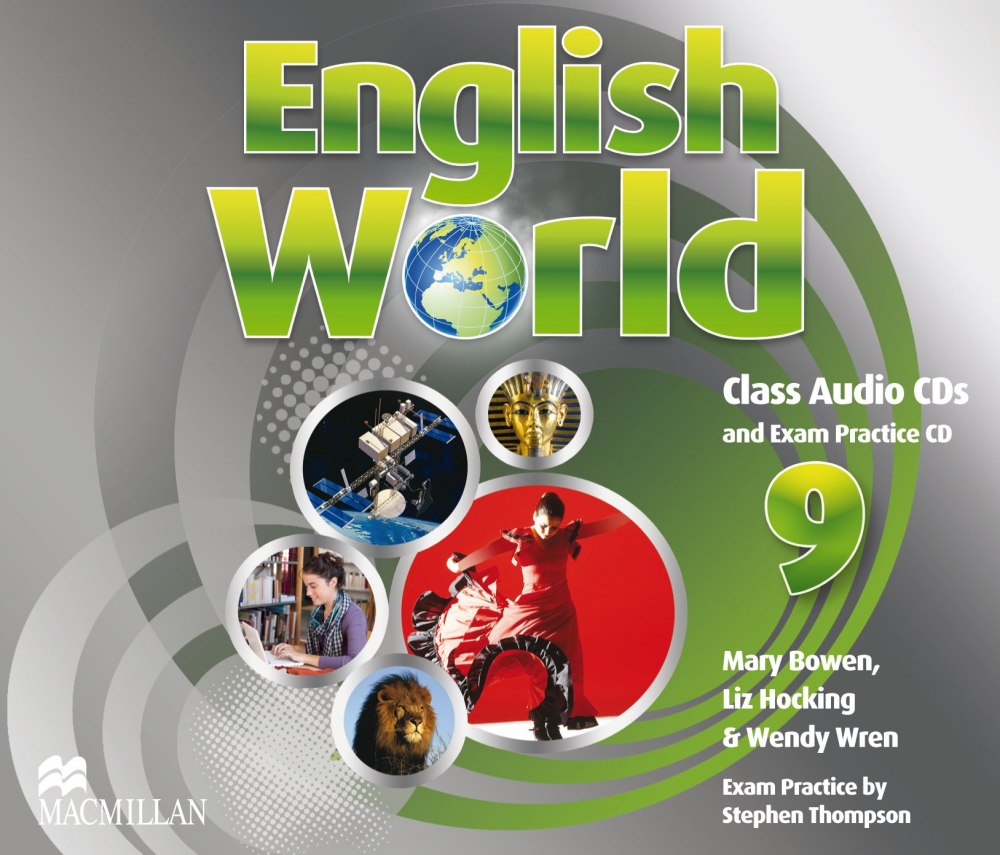 English
World
Class Audio CDs
and Exam Practice CD
9
Mary Bowen,
Liz Hocking
& Wendy Wren
Exam Practice by
Stephen Thompson
MACMILLAN